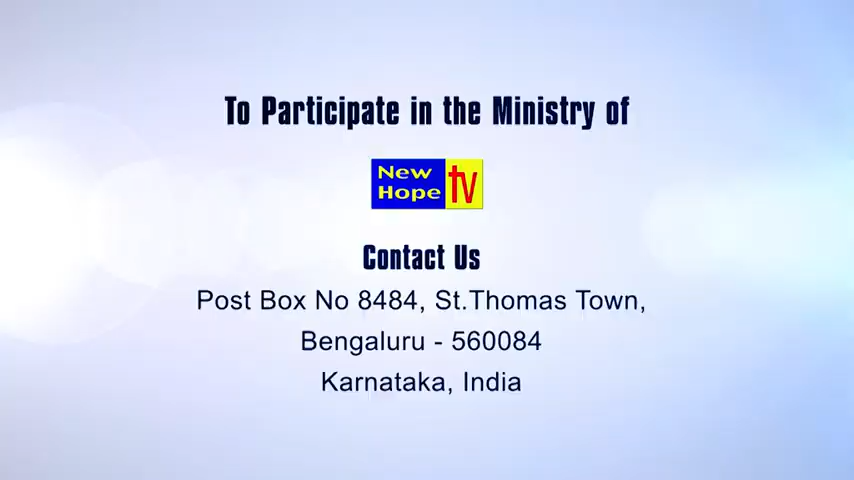 To Participate in the Ministry of
New
Hope
tv
Contact Us
Post Box No 8484, St.Thomas Town,
Bengaluru - 560084
Karnataka, India